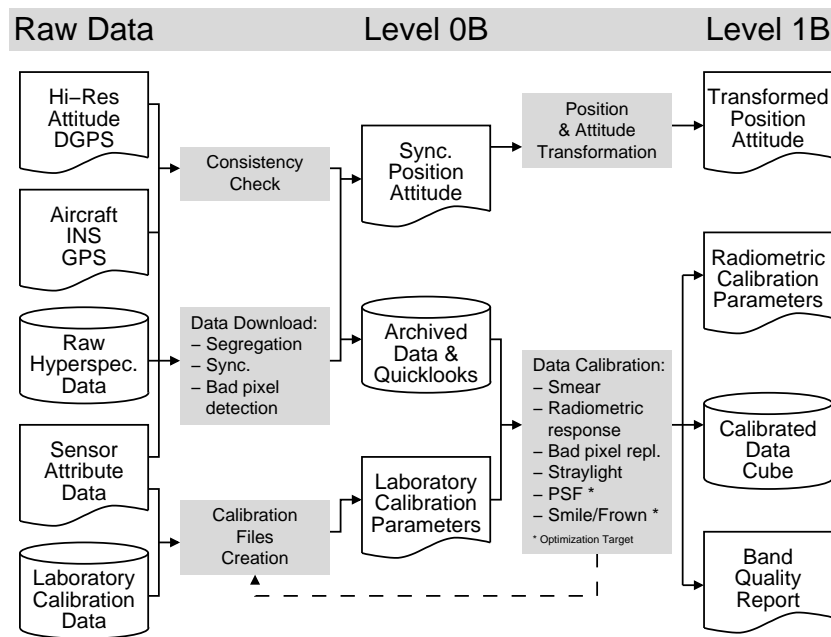 Raw Data
Level 0B
Level 1B
Hi−Res
Attitude
DGPS
Aircraft
INS
GPS
Raw
Hyperspec.
Data
Sensor
Attribute
Data
Laboratory
Calibration
Data
Consistency
Check
Data Download:
− Segregation
− Sync.
− Bad pixel
detection
Calibration
Files
Creation
Sync.
Position
Attitude
Archived
Data &
Quicklooks
Laboratory
Calibration
Parameters
Position
& Attitude
Transformation
Data Calibration:
− Smear
− Radiometric
response
− Bad pixel repl.
− Straylight
− PSF *
− Smile/Frown *
* Optimization Target
Transformed
Position
Attitude
Radiometric
Calibration
Parameters
Calibrated
Data
Cube
Band
Quality
Report